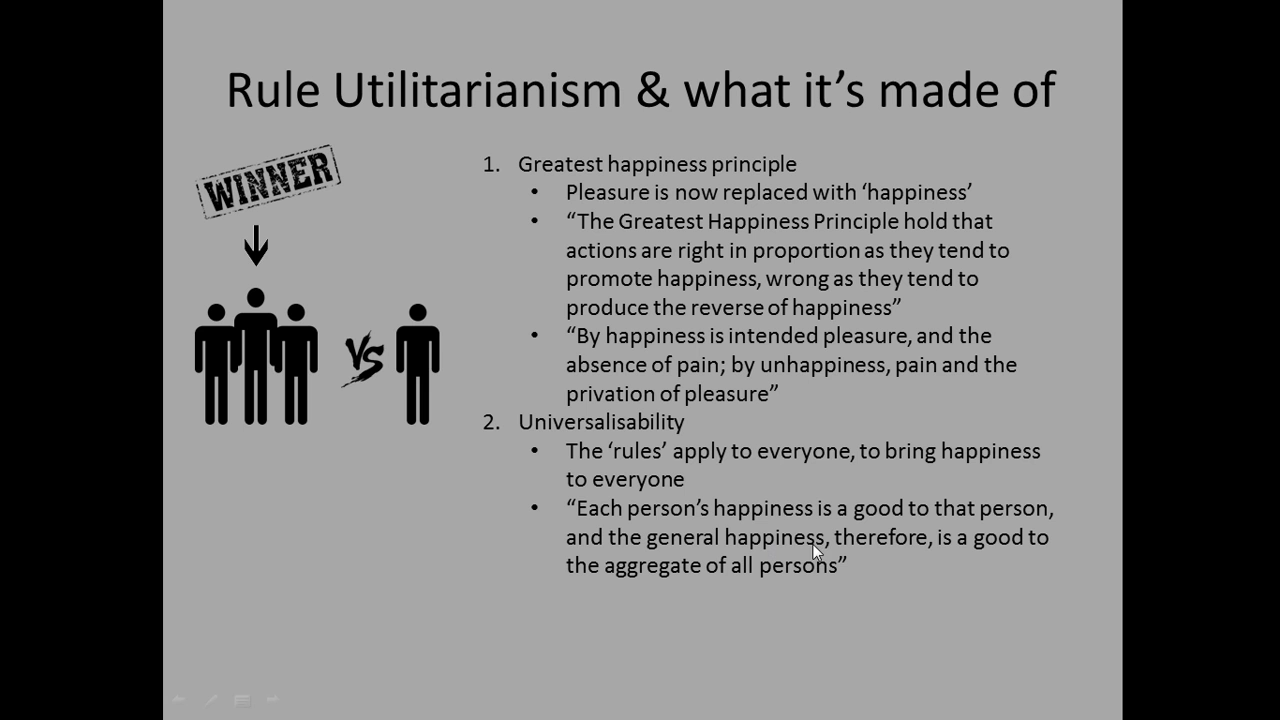 Rule Utilitarianism & what it’s made of
WINNER
VS
1. Greatest happiness principle
• Pleasure is now replaced with ‘happiness’
• “The Greatest Happiness Principle hold that
actions are right in proportion as they tend to
promote happiness, wrong as they tend to
produce the reverse of happiness”
• “By happiness is intended pleasure, and the
absence of pain; by unhappiness, pain and the
privation of pleasure”
2. Universalisability
• The ‘rules’ apply to everyone, to bring happiness
to everyone
• “Each person’s happiness is a good to that person,
and the general happiness, therefore, is a good to
the aggregate of all persons”